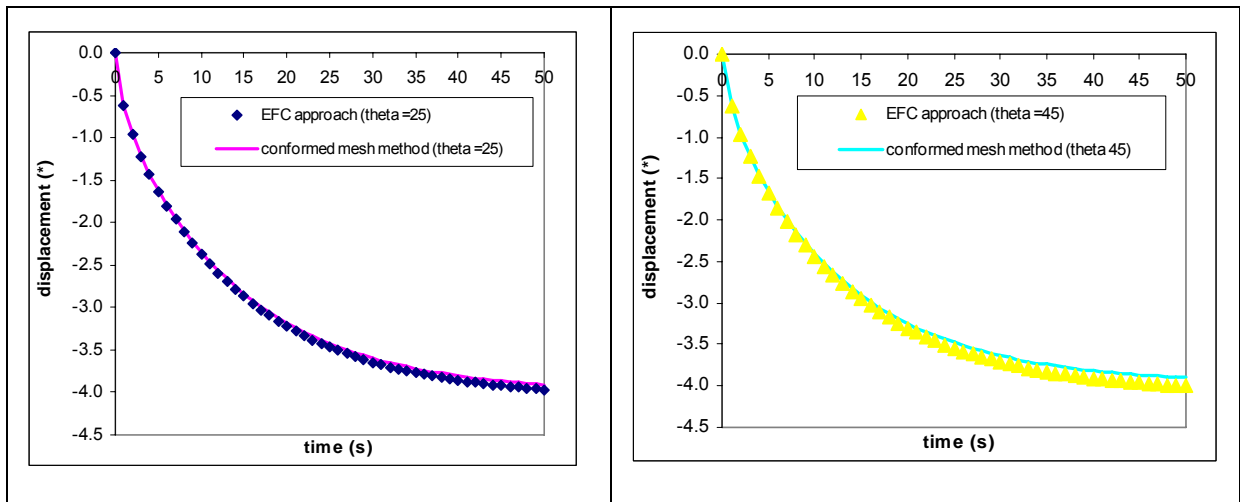 0.0
-0.5
-1.0
-1.5
-2.0
-2.5
-3.0
-3.5
-4.0
-4.5
0 5 10 15 20 25 30 35 40 45 50
EFC approach (theta =25)
conformed mesh method (theta =25)
displacement (*)
time (s)
0.0
-0.5
-1.0
-1.5
-2.0
-2.5
-3.0
-3.5
-4.0
-4.5
0 5 10 15 20 25 30 35 40 45 50
EFC approach (theta =45)
conformed mesh method (theta 45)
displacement (*)
time (s)